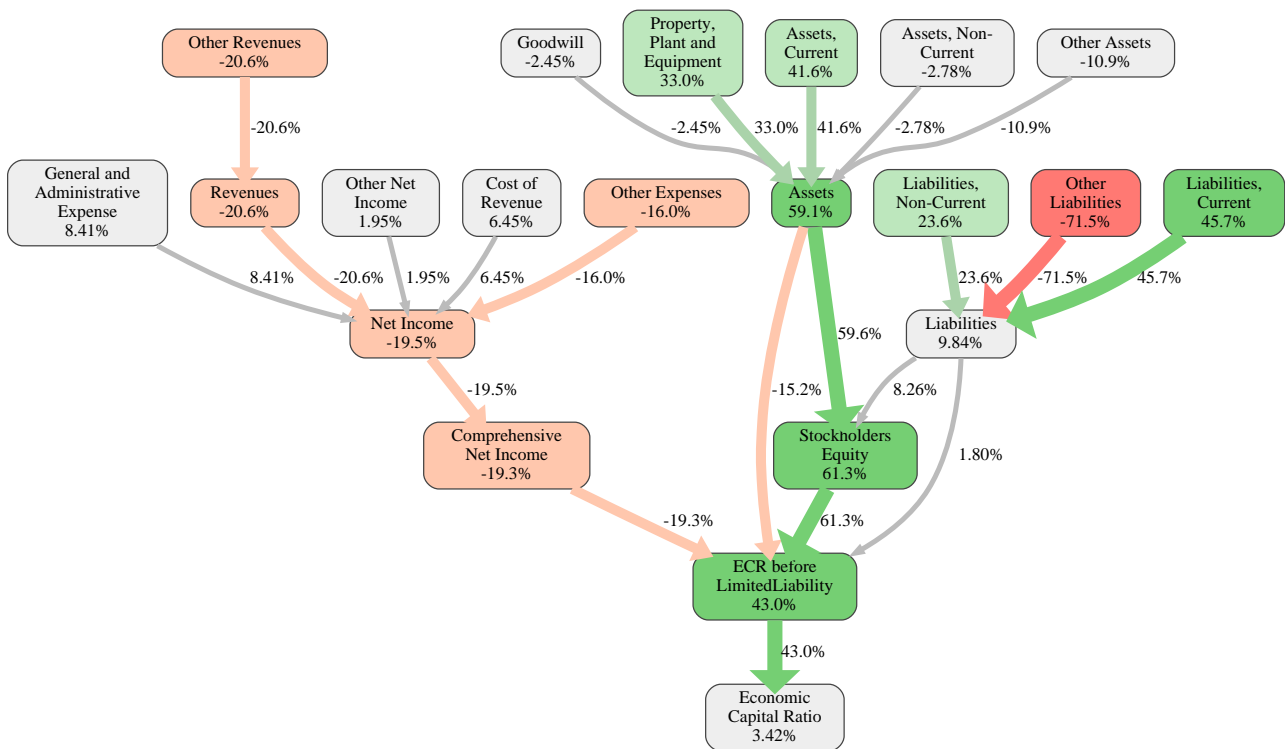 Other Revenues
-20.6%
Goodwill
-2.45%
Property,
Plant and
Equipment
33.0%
Assets,
Current
41.6%
Assets, Non-
Current
-2.78%
Other Assets
-10.9%
-20.6%
-2.45%
33.0%
41.6%
-2.78%
-10.9%
General and
Administrative
Expense
8.41%
Revenues
-20.6%
Other Net
Income
1.95%
Cost of
Revenue
6.45%
Other Expenses
-16.0%
Assets
59.1%
Liabilities,
Non-Current
23.6%
Other
Liabilities
-71.5%
Liabilities,
Current
45.7%
8.41%
-20.6%
1.95%
6.45%
-16.0%
23.6%
-71.5%
45.7%
Net Income
-19.5%
59.6%
Liabilities
9.84%
-19.5%
-15.2%
8.26%
Comprehensive
Net Income
-19.3%
Stockholders
Equity
61.3%
1.80%
-19.3%
61.3%
ECR before
LimitedLiability
43.0%
43.0%
Economic
Capital Ratio
3.42%